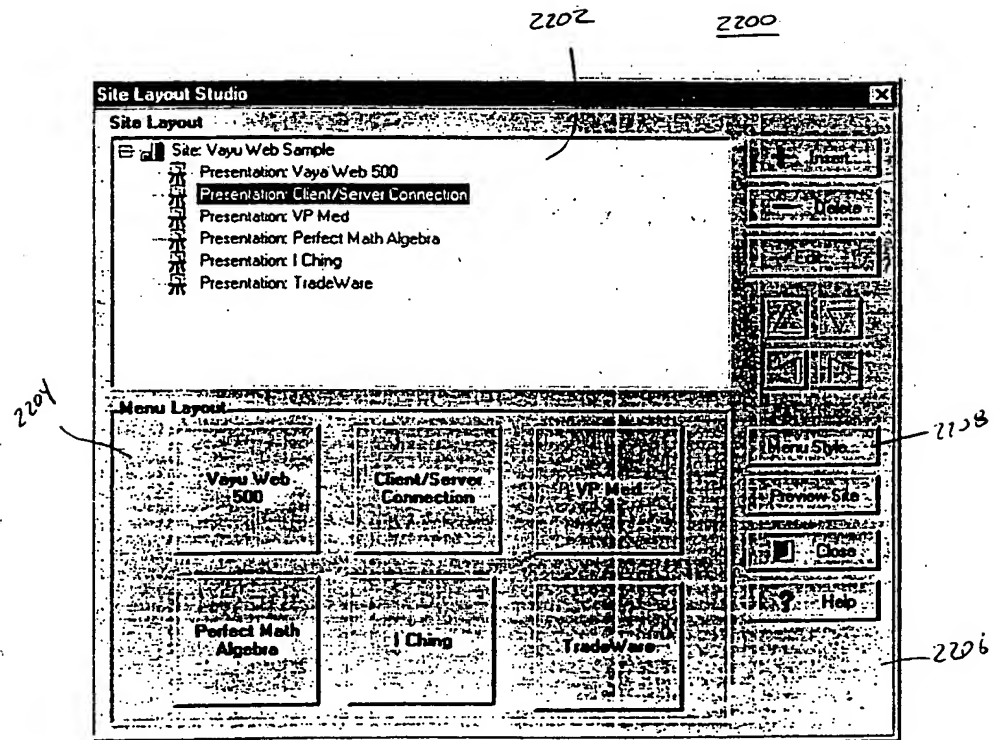 2202
2200
Site Layout Studio
Site Layout
Site: Vayu Web Sample
Presentation: Vaya Web 500
Presentation: Client/Server Connection
Presentation: VP Med
Presentation: Perfect Math Algebra
Presentation: I Ching
Presentation: TradeWare
Insert...
Delete
Edit...
2204
Menu Layout
Vayu Web
500
Client/Server
Connection
VP Med
Perfect Math
Algebra
I Ching
TradeWare
Menu Style...
2208
Preview Site
Close
? Help
2206